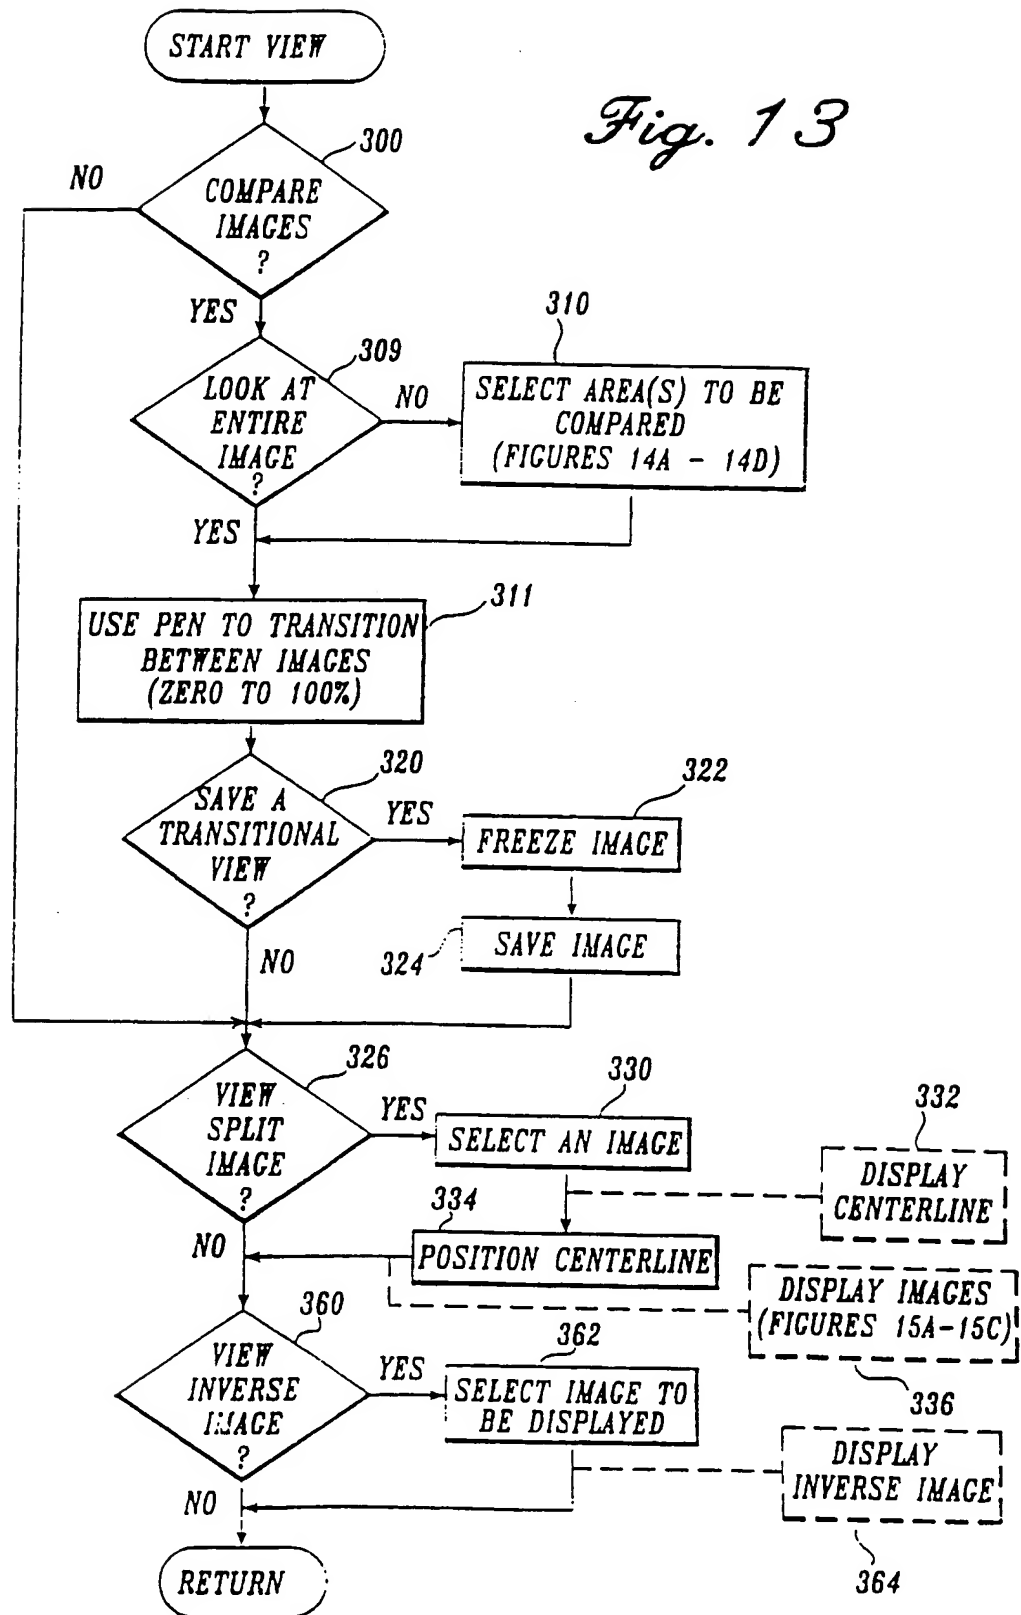 START VIEW
Fig. 13
300
NO
COMPARE
IMAGES
?
YES
310
309
LOOK AT
ENTIRE
IMAGE
?
NO
SELECT AREA(S) TO BE
COMPARED
(FIGURES 14A - 14D)
YES
311
USE PEN TO TRANSITION
BETWEEN IMAGES
(ZERO TO 100%)
320
322
SAVE A
TRANSITIONAL
VIEW
?
YES
FREEZE IMAGE
324
SAVE IMAGE
NO
326
330
332
VIEW
SPLIT
IMAGE
?
YES
SELECT AN IMAGE
DISPLAY
CENTERLINE
334
NO
POSITION CENTERLINE
DISPLAY IMAGES
(FIGURES 15A-15C)
336
360
362
VIEW
INVERSE
IMAGE
?
YES
SELECT IMAGE TO
BE DISPLAYED
DISPLAY
INVERSE IMAGE
364
NO
RETURN